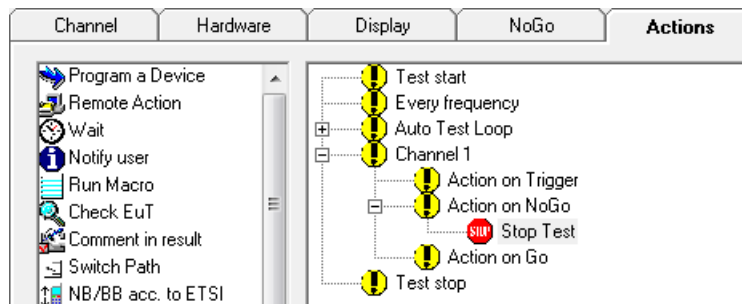 Channel
Hardware
Display
NoGo
Actions
Program a Device
Remote Action
Wait
Notify user
Run Macro
Check EuT
Comment in result
Switch Path
NB/BB acc. to ETSI
Test start
Every frequency
Auto Test Loop
Channel 1
Action on Trigger
Action on NoGo
STOP Stop Test
Action on Go
Test stop